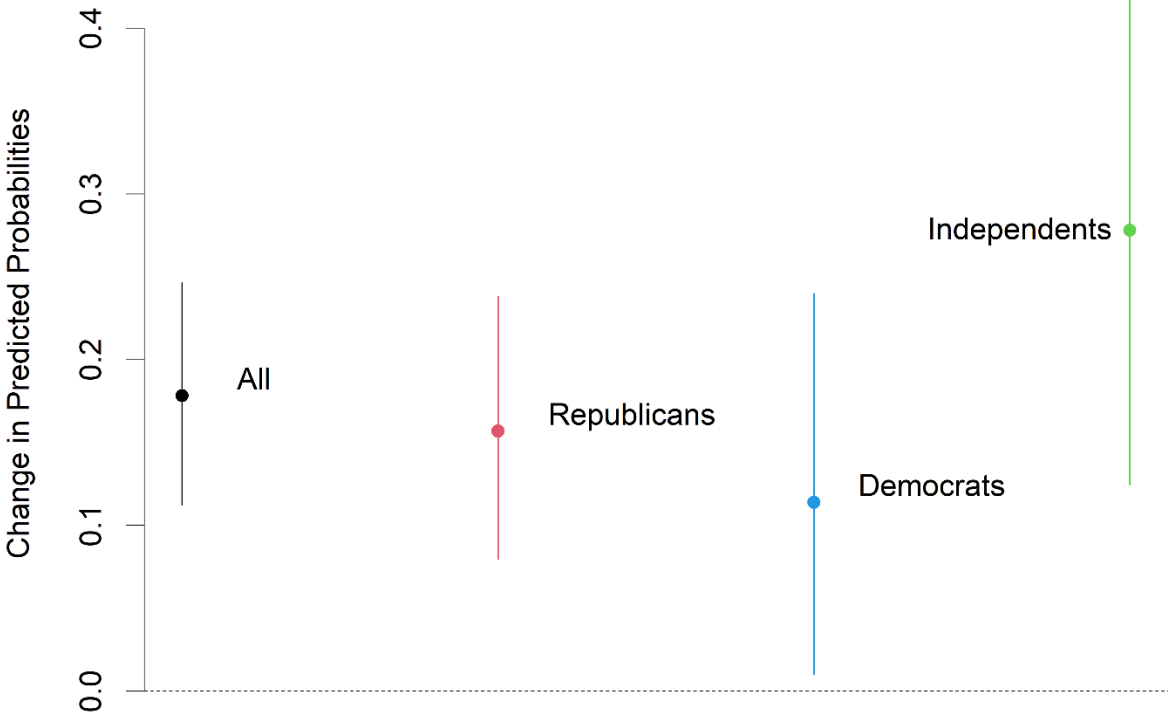 Change in Predicted Probabilities
0.4
0.3
0.2
0.1
0.0
All
Republicans
Democrats
Independents